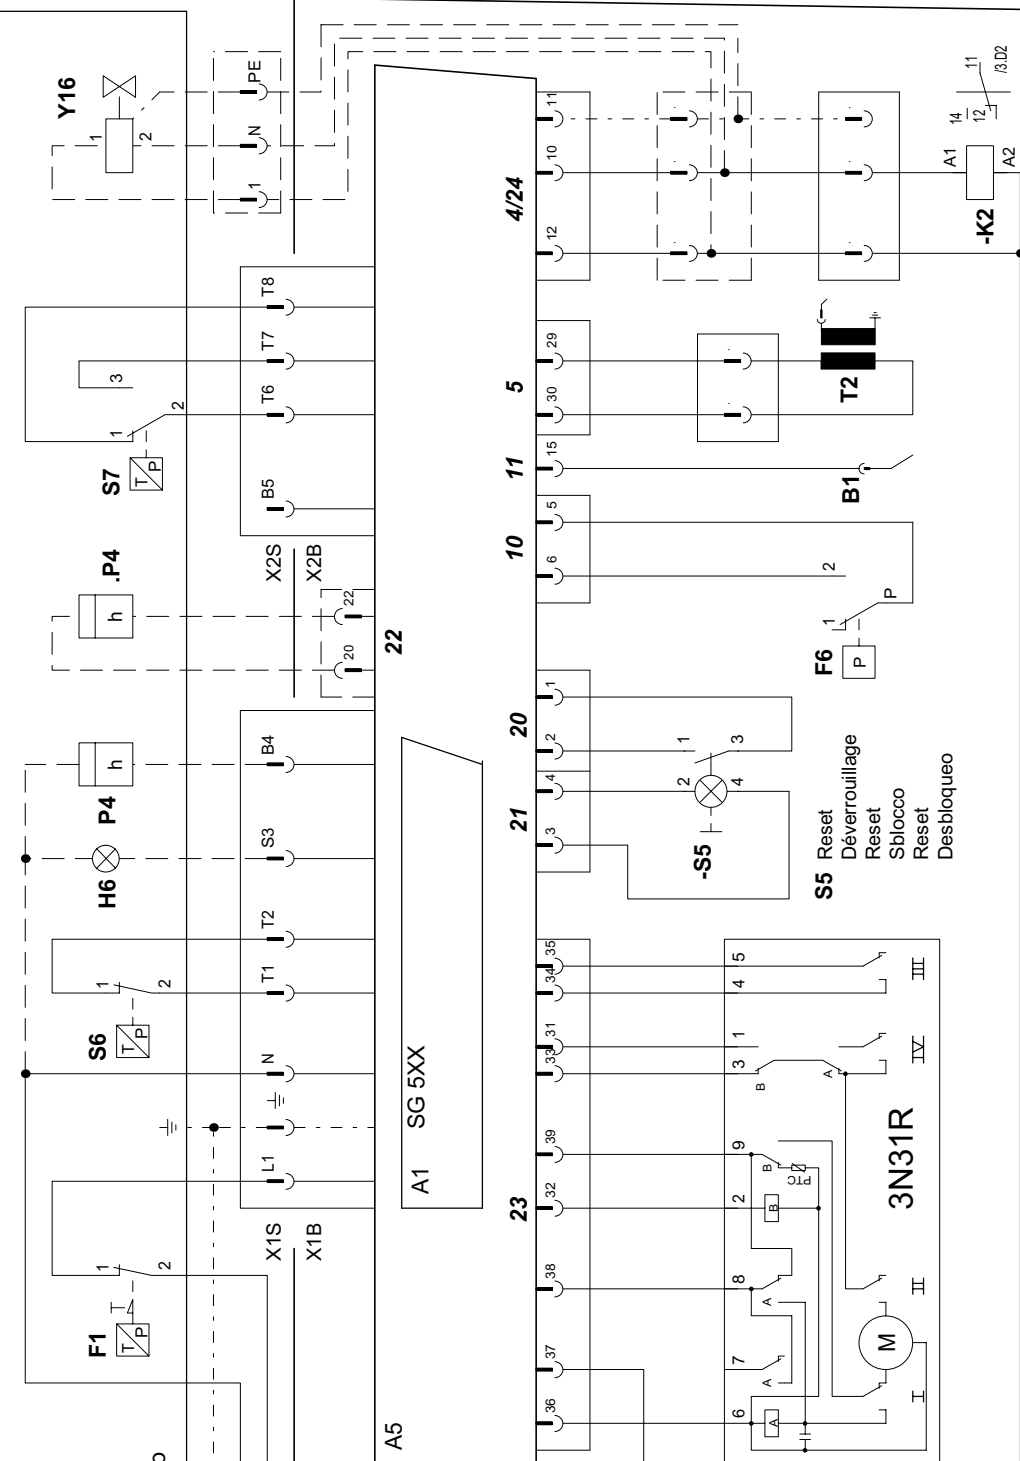 Y16
1
2
PE
N
1
11
10
12
4/24
11
/3.D2
14
12
A1
A2
-K2
T8
T7
T6
B5
3
1
2
S7
T
P
X2S
X2B
29
30
5
T2
15
11
B1
5
6
10
2
1
P
F6
P
.P4
h
22
20
22
P4
h
B4
H6
S3
1
2
20
4
3
21
1
3
2
4
-S5
S5 Reset
Déverrouillage
Reset
Sblocco
Reset
Desbloqueo
T2
T1
1
2
S6
T
P
N
L1
X1S
X1B
A1
SG 5XX
A5
1
2
F1
T
P
35
34
31
33
39
32
38
37
36
23
5
4
1
3
9
2
8
7
6
III
IV
II
I
B
A
B
PTC
B
A
A
A
M
3N31R